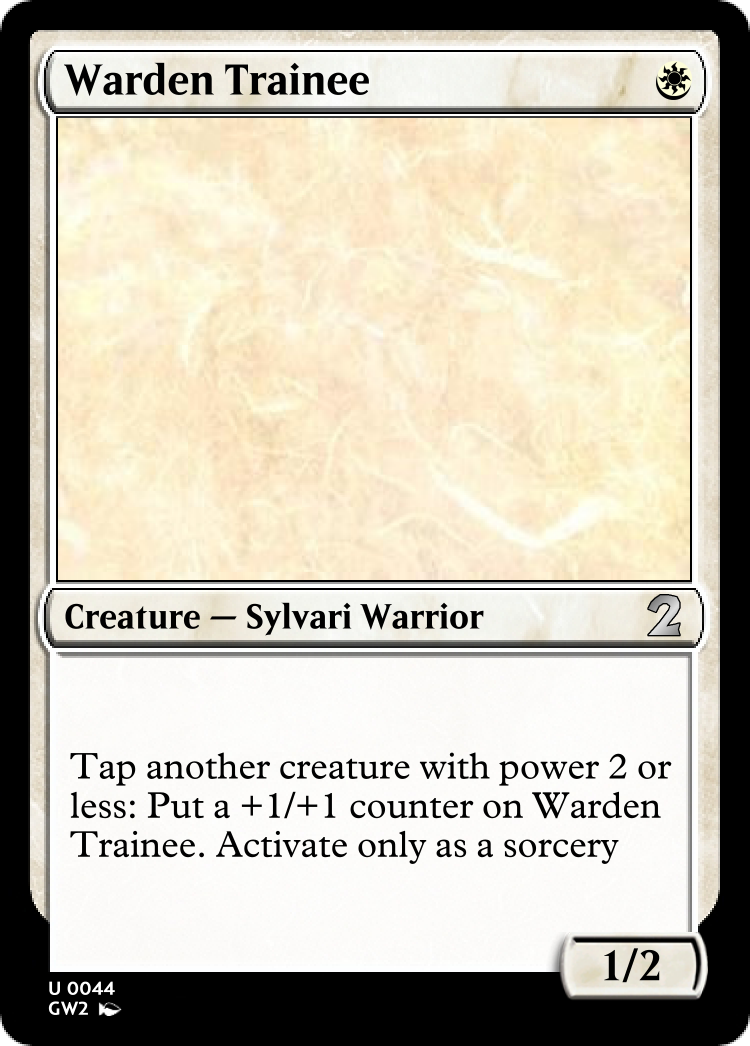 Warden Trainee
Creature — Sylvari Warrior
2
Tap another creature with power 2 or
less: Put a +1/+1 counter on Warden
Trainee. Activate only as a sorcery
1/2
U 0044
GW2